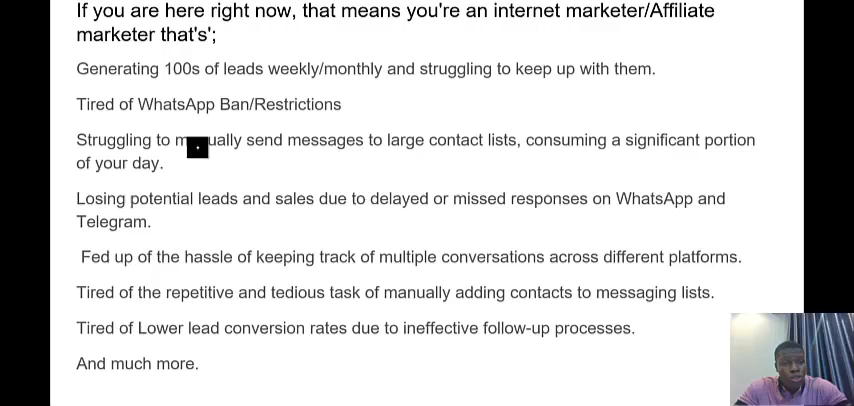 If you are here right now, that means you're an internet marketer/Affiliate
marketer that's';
Generating 100s of leads weekly/monthly and struggling to keep up with them.
Tired of WhatsApp Ban/Restrictions
Struggling to send messages to large contact lists, consuming a significant portion
of your day.
Losing potential leads and sales due to delayed or missed responses on WhatsApp and
Telegram.
Fed up of the hassle of keeping track of multiple conversations across different platforms.
Tired of the repetitive and tedious task of manually adding contacts to messaging lists.
Tired of Lower lead conversion rates due to ineffective follow-up processes.
And much more.